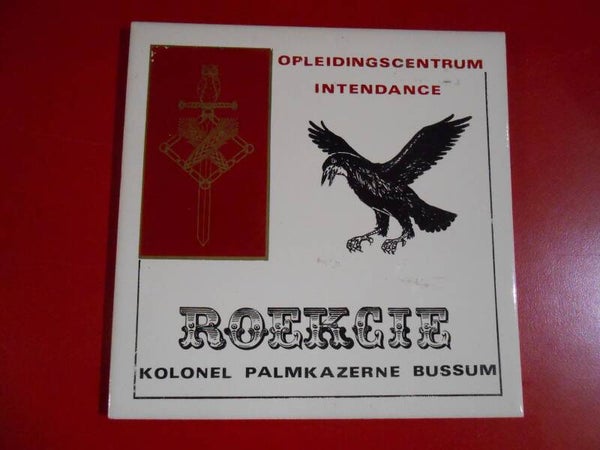 OPLEIDINGSCENTRUM
INTENDANCE
ROEKCIE
KOLONEL PALMKAZERNE BUSSUM